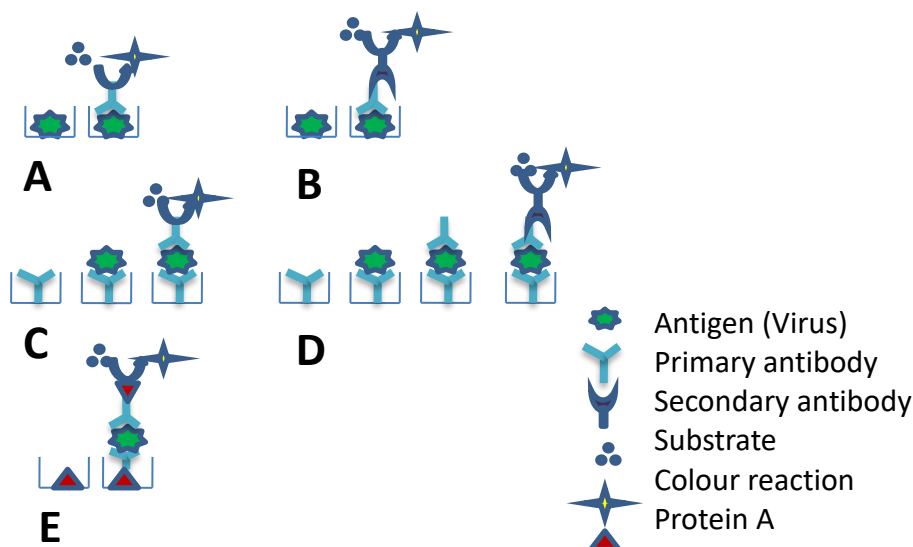 A
B
C
D
E
Antigen (Virus)
Primary antibody
Secondary antibody
Substrate
Colour reaction
Protein A